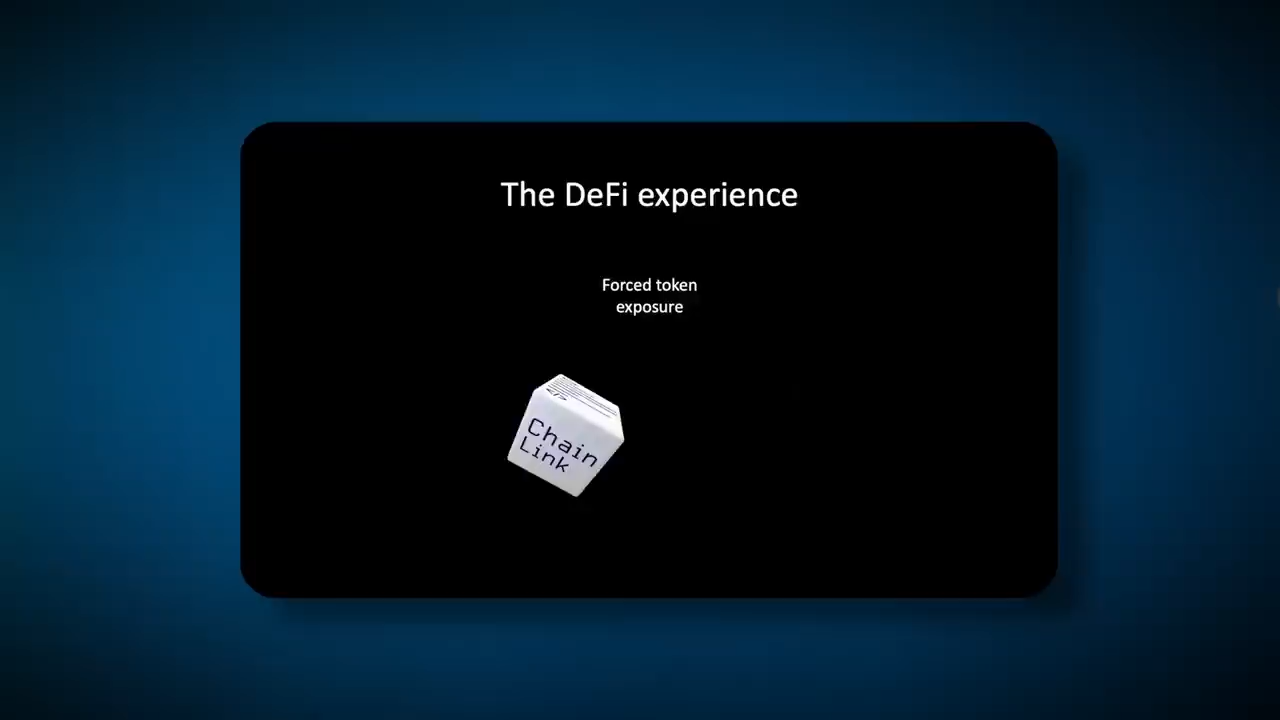 The DeFi experience
Forced token
exposure
</>
Chain
Link